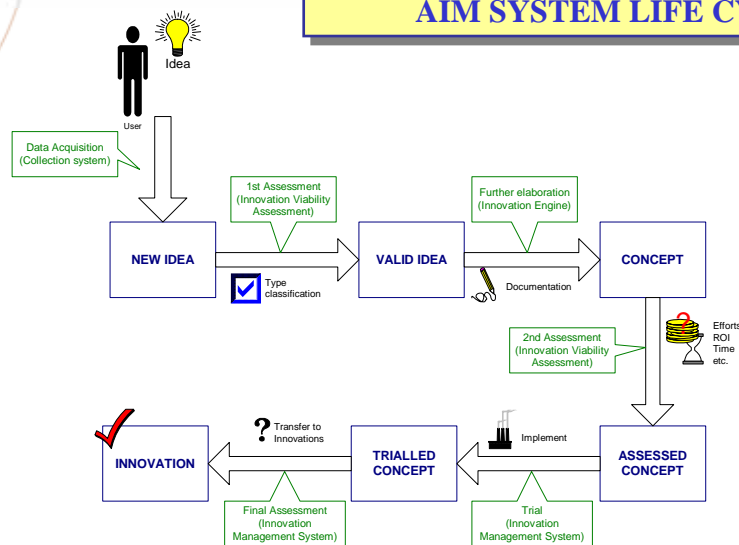 AIM SYSTEM LIFE CY
Idea
User
Data Acquisition
(Collection system)
1st Assessment
(Innovation Viability
Assessment)
Further elaboration
(Innovation Engine)
NEW IDEA
VALID IDEA
CONCEPT
Type
classification
Documentation
2nd Assessment
(Innovation Viability
Assessment)
?
Efforts
ROI
Time
etc.
?
Transfer to
Innovations
Implement
INNOVATION
TRIALLED
CONCEPT
ASSESSED
CONCEPT
Final Assessment
(Innovation
Management System)
Trial
(Innovation
Management System)